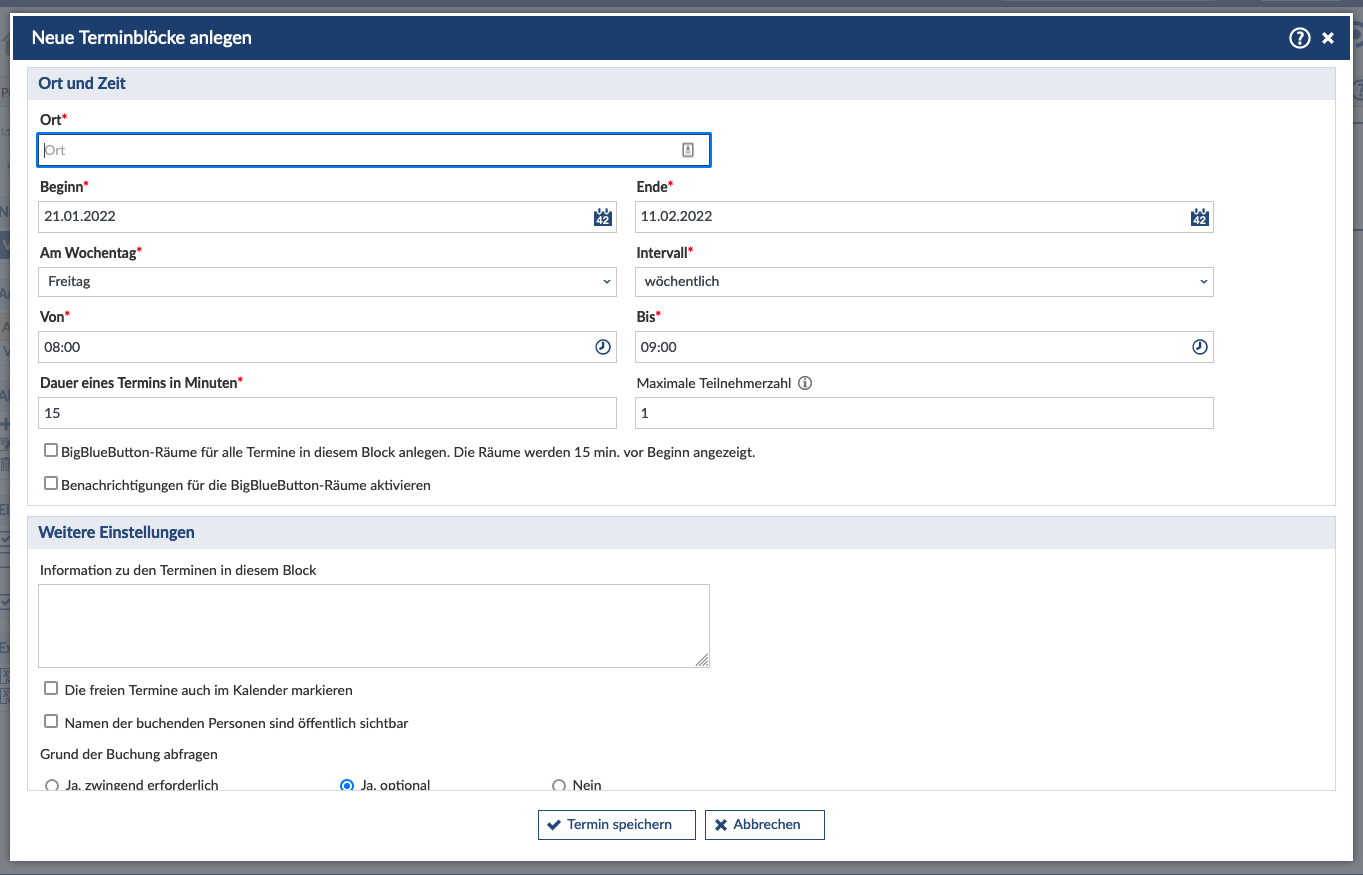 Neue Terminblöcke anlegen
Ort und Zeit
Ort*
Ort
Beginn* Ende*
21.01.2022 42 11.02.2022 42
Am Wochentag* Intervall*
Freitag wöchentlich
Von* Bis*
08:00 09:00
Dauer eines Termins in Minuten* Maximale Teilnehmerzahl
15 1
BigBlueButton-Räume für alle Termine in diesem Block anlegen. Die Räume werden 15 min. vor Beginn angezeigt.
Benachrichtigungen für die BigBlueButton-Räume aktivieren
Weitere Einstellungen
Information zu den Terminen in diesem Block
Die freien Termine auch im Kalender markieren
Namen der buchenden Personen sind öffentlich sichtbar
Grund der Buchung abfragen
Ja, zwingend erforderlich Ja, optional Nein
Termin speichern Abbrechen